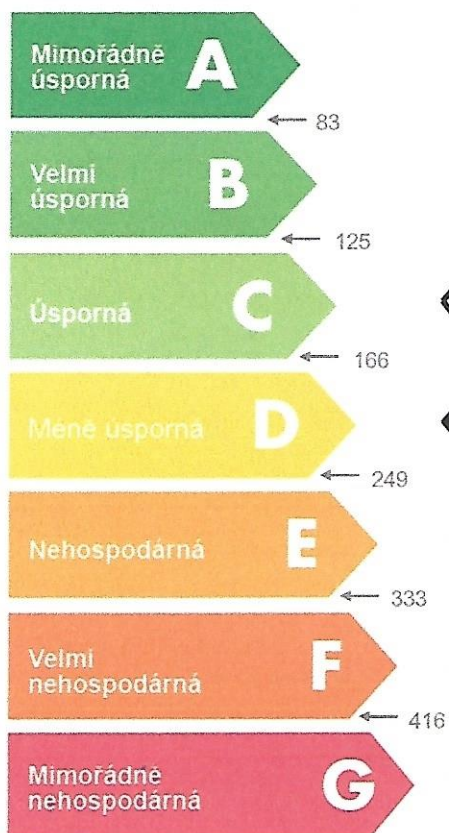 Mimořádně
úsporná
A
83
Velmi
úsporná
B
125
Úsporná
C
166
Méně úsporná
D
249
Nehospodárná
E
333
Velmi
nehospodárná
F
416
Mimořádně
nehospodárná
G